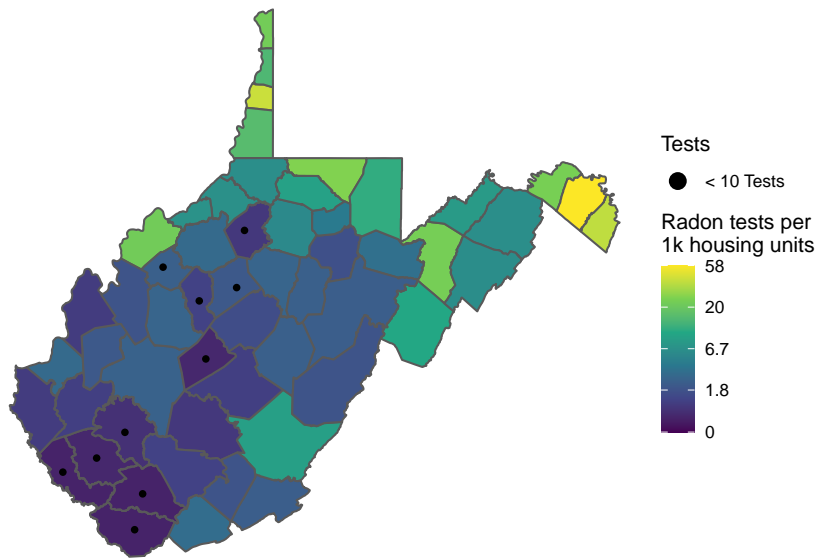 Tests
< 10 Tests
Radon tests per
1k housing units
58
20
6.7
1.8
0